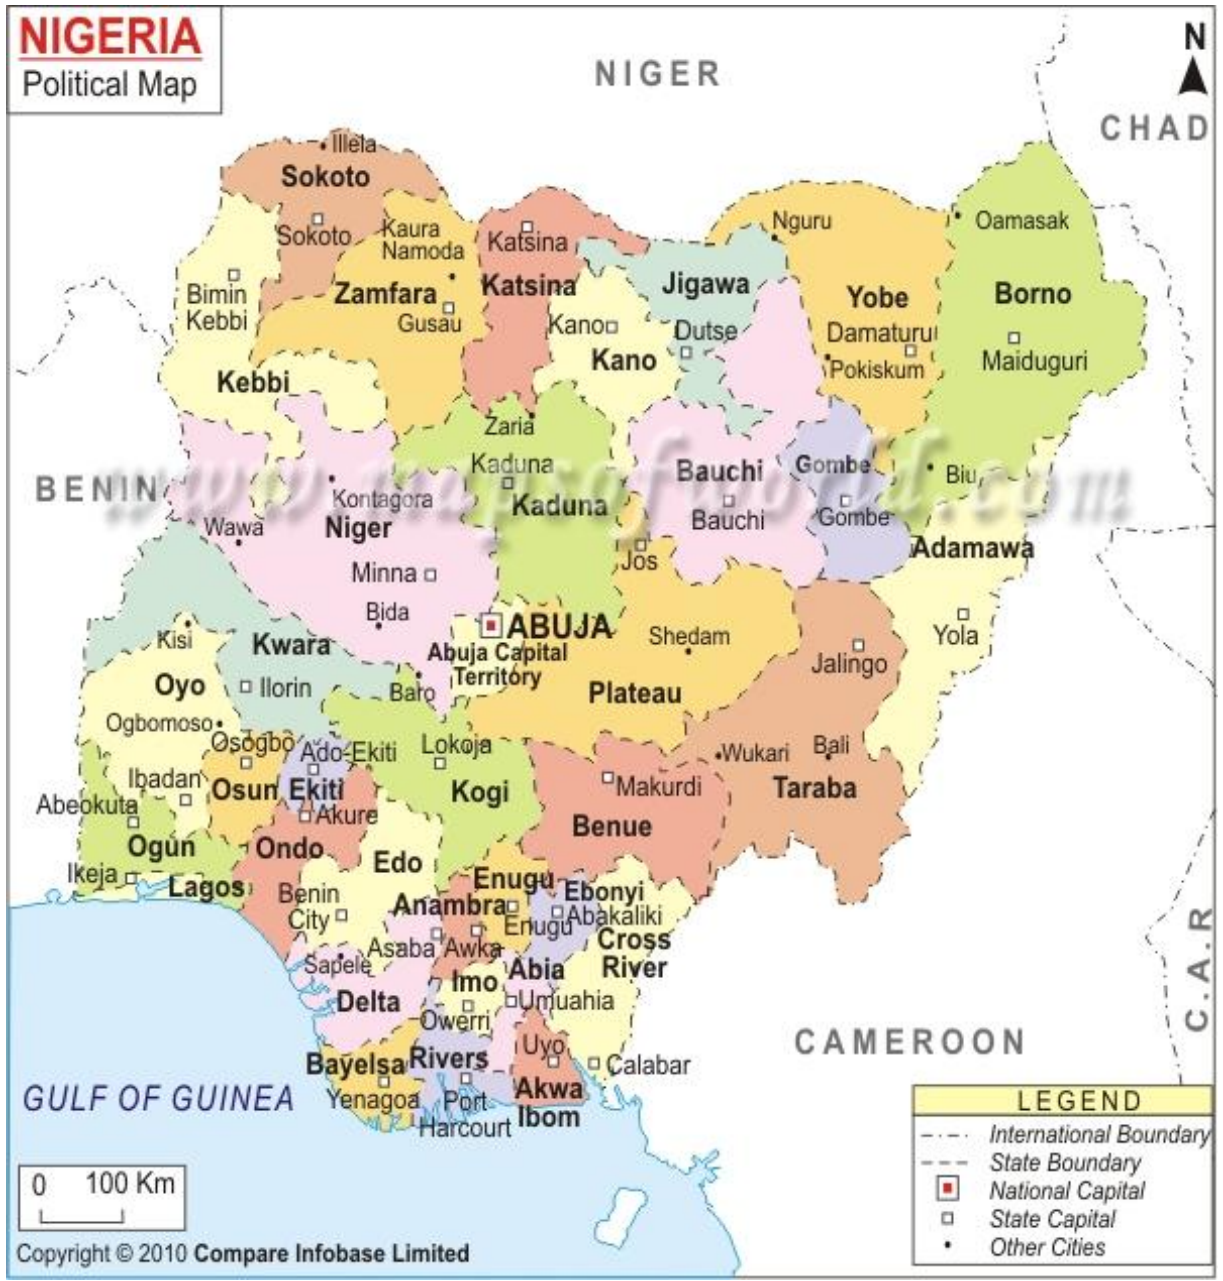 NIGERIA
Political Map
N
NIGER
CHAD
Illela
Sokoto
Sokoto
Kaura
Namoda
Katsina
Nguru
Oamasak
Bimin
Kebbi
Zamfara
Gusau
Katsina
Jigawa
Yobe
Borno
Kano
Dutse
Damaturu
Maiduguri
Kano
Pokiskum
Kebbi
Zaria
www.mapsofworld.com
BENIN
Kaduna
Bauchi
Gombe
Biu
Kontagora
Kaduna
Bauchi
Gombe
Wawa
Niger
Adamawa
Jos
Minna
Bida
ABUJA
Shedam
Yola
Kisi
Kwara
Abuja Capital
Territory
Jalingo
Oyo
Ilorin
Baro
Plateau
Ogbomoso
Osogbo
Ado-Ekiti
Lokoja
Wukari
Bali
Ibadan
Osun
Ekiti
Kogi
Makurdi
Taraba
Abeokuta
Akure
Benue
Ogun
Ondo
Edo
Ikeja
Lagos
Benin
City
Enugu
Ebonyi
Anambra
Enugu
Abakaliki
Asaba
Awka
Cross
River
Sapele
Imo
Abia
Delta
Umuahia
Owerri
C.A.R
CAMEROON
Bayelsa
Rivers
Uyo
Calabar
Yenagoa
Port
Harcourt
Akwa
Ibom
GULF OF GUINEA
LEGEND
International Boundary
State Boundary
National Capital
State Capital
Other Cities
0 100 Km
Copyright © 2010 Compare Infobase Limited